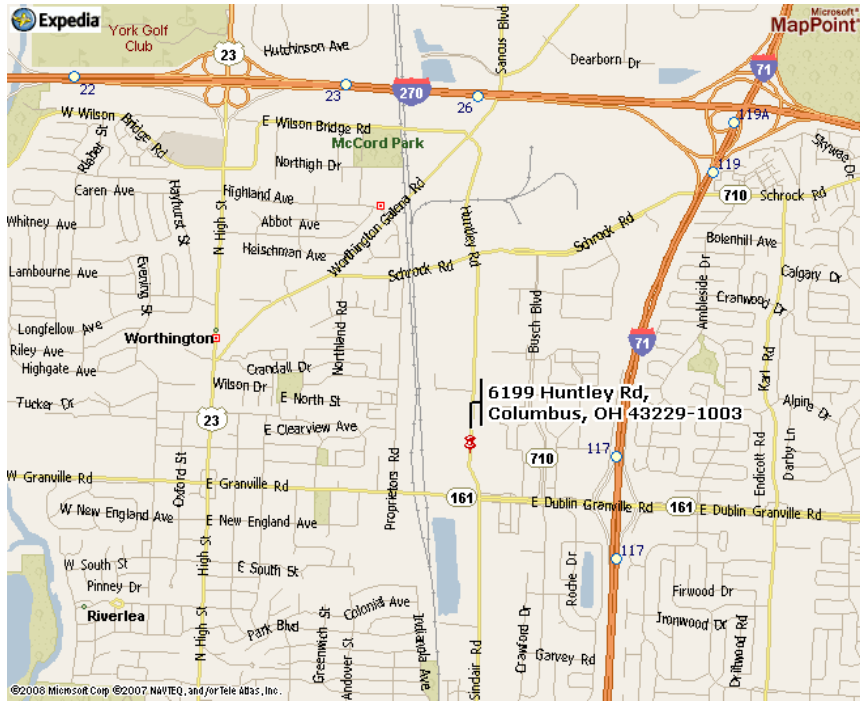 Expedia
York Golf
Club
23
Hutchinson Ave
Sancus Blvd
Dearborn Dr
Microsoft®
MapPoint®
71
22
23
270
26
119A
W Wilson Bridge Rd
E Wilson Bridge Rd
McCord Park
Northigh Dr
Skywae Dr
119
710
Schrock Rd
Rieber St
Caren Ave
Hayhurst St
Highland Ave
Whitney Ave
Abbot Ave
N High St
Worthington Galena Rd
Huntley Rd
Heischman Ave
Schrock Rd
Schrock Rd
Bolenhill Ave
Lambourne Ave
Evening St
Ambleside Dr
Calgary Dr
Cranwood Dr
Longfellow Ave
Worthington
Northland Rd
Busch Blvd
71
Riley Ave
Highgate Ave
Crandall Dr
Wilson Dr
Karl Rd
Tucker Dr
E North St
6199 Huntley Rd,
Columbus, OH 43229-1003
Alpine Dr
23
E Clearview Ave
Oxford St
Proprietors Rd
710
117
Endicott Rd
Darby Ln
W Granville Rd
E Granville Rd
161
E Dublin Granville Rd
161
E Dublin Granville Rd
W New England Ave
E New England Ave
High St
117
W South St
E South St
Roche Dr
Pinney Dr
Firwood Dr
Riverlea
Colonial Ave
Ironwood Dr
Park Blvd
N High St
Greenwich St
Andover St
Indianola Ave
Sinclair Rd
Crawford Dr
Garvey Rd
Driftwood Rd
©2008 Microsoft Corp ©2007 NAVTEQ, and/or Tele Atlas, Inc.